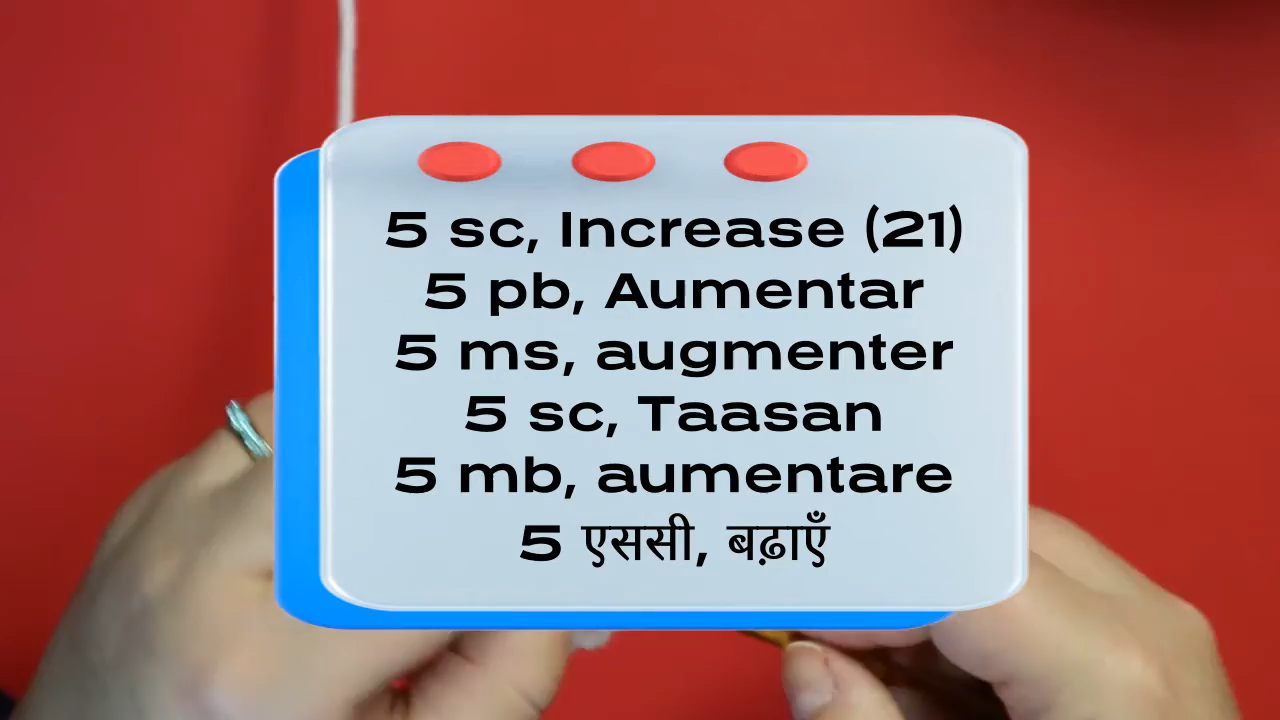 5 sc, Increase (21)
5 pb, Aumentar
5 ms, augmenter
5 sc, Taasan
5 mb, aumentare
5 एससी, बढ़ाएँ